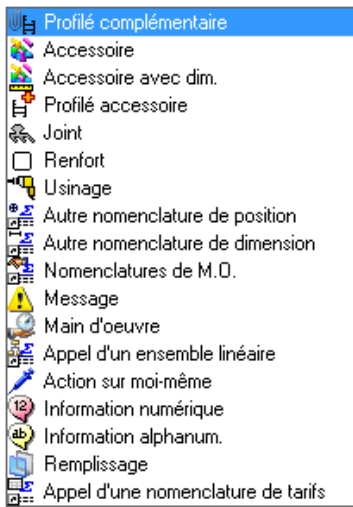 Profilé complémentaire
Accessoire
Accessoire avec dim.
Profilé accessoire
Joint
Renfort
Usinage
Autre nomenclature de position
Autre nomenclature de dimension
Nomenclatures de M.O.
Message
Main d'oeuvre
Appel d'un ensemble linéaire
Action sur moi-même
12 Information numérique
ab Information alphanum.
Remplissage
Appel d'une nomenclature de tarifs